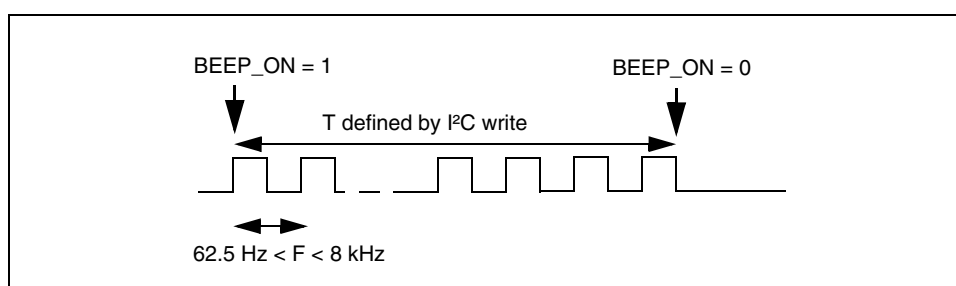 BEEP_ON = 1
BEEP_ON = 0
T defined by I²C write
62.5 Hz < F < 8 kHz